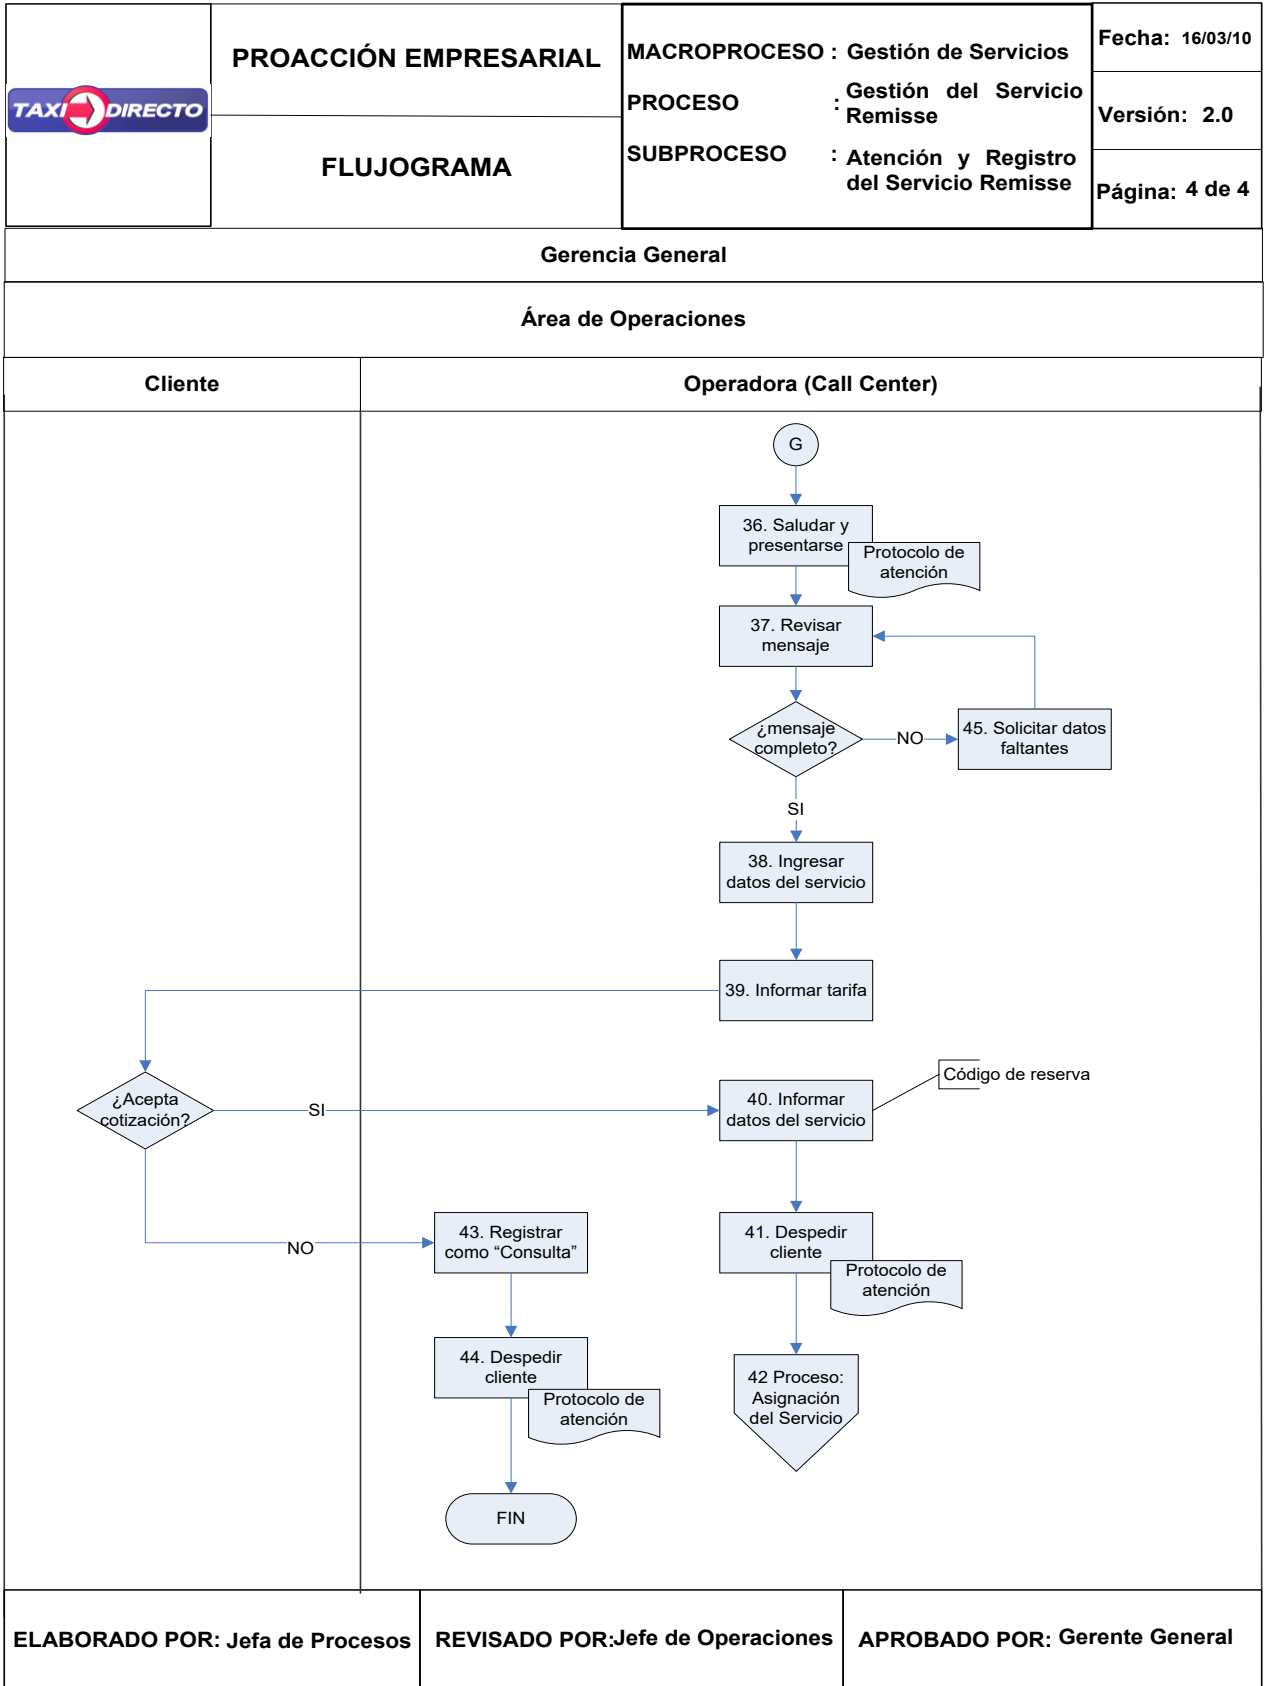 TAXI DIRECTO
PROACCIÓN EMPRESARIAL
FLUJOGRAMA
MACROPROCESO : Gestión de Servicios
PROCESO : Gestión del Servicio
Remisse
SUBPROCESO : Atención y Registro
del Servicio Remisse
Fecha: 16/03/10
Versión: 2.0
Página: 4 de 4
Gerencia General
Área de Operaciones
Cliente
Operadora (Call Center)
G
36. Saludar y
presentarse
Protocolo de
atención
37. Revisar
mensaje
¿mensaje
completo?
NO
45. Solicitar datos
faltantes
SI
38. Ingresar
datos del servicio
39. Informar tarifa
¿Acepta
cotización?
SI
40. Informar
datos del servicio
Código de reserva
NO
43. Registrar
como “Consulta”
41. Despedir
cliente
Protocolo de
atención
44. Despedir
cliente
Protocolo de
atención
42 Proceso:
Asignación
del Servicio
FIN
ELABORADO POR: Jefa de Procesos
REVISADO POR:Jefe de Operaciones
APROBADO POR: Gerente General